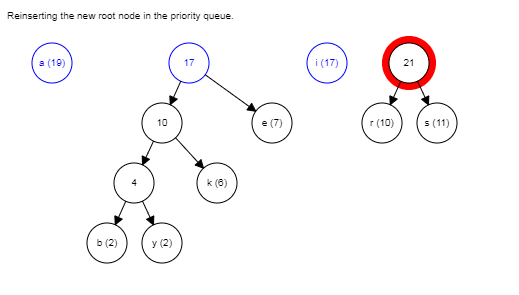 Reinserting the new root node in the priority queue.
a (19)
17
i (17)
21
10
e (7)
r (10)
s (11)
4
k (6)
b (2)
y (2)